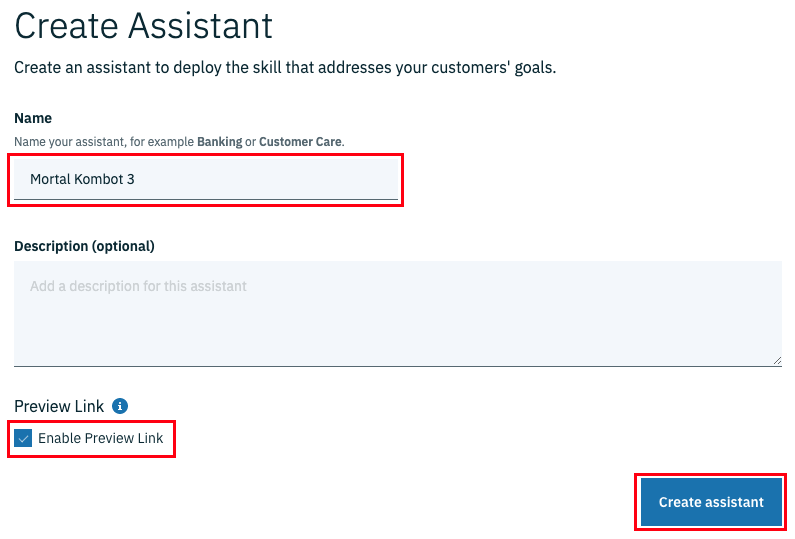 Create Assistant
Create an assistant to deploy the skill that addresses your customers' goals.
Name
Name your assistant, for example Banking or Customer Care.
Mortal Kombot 3
Description (optional)
Add a description for this assistant
Preview Link
Enable Preview Link
Create assistant